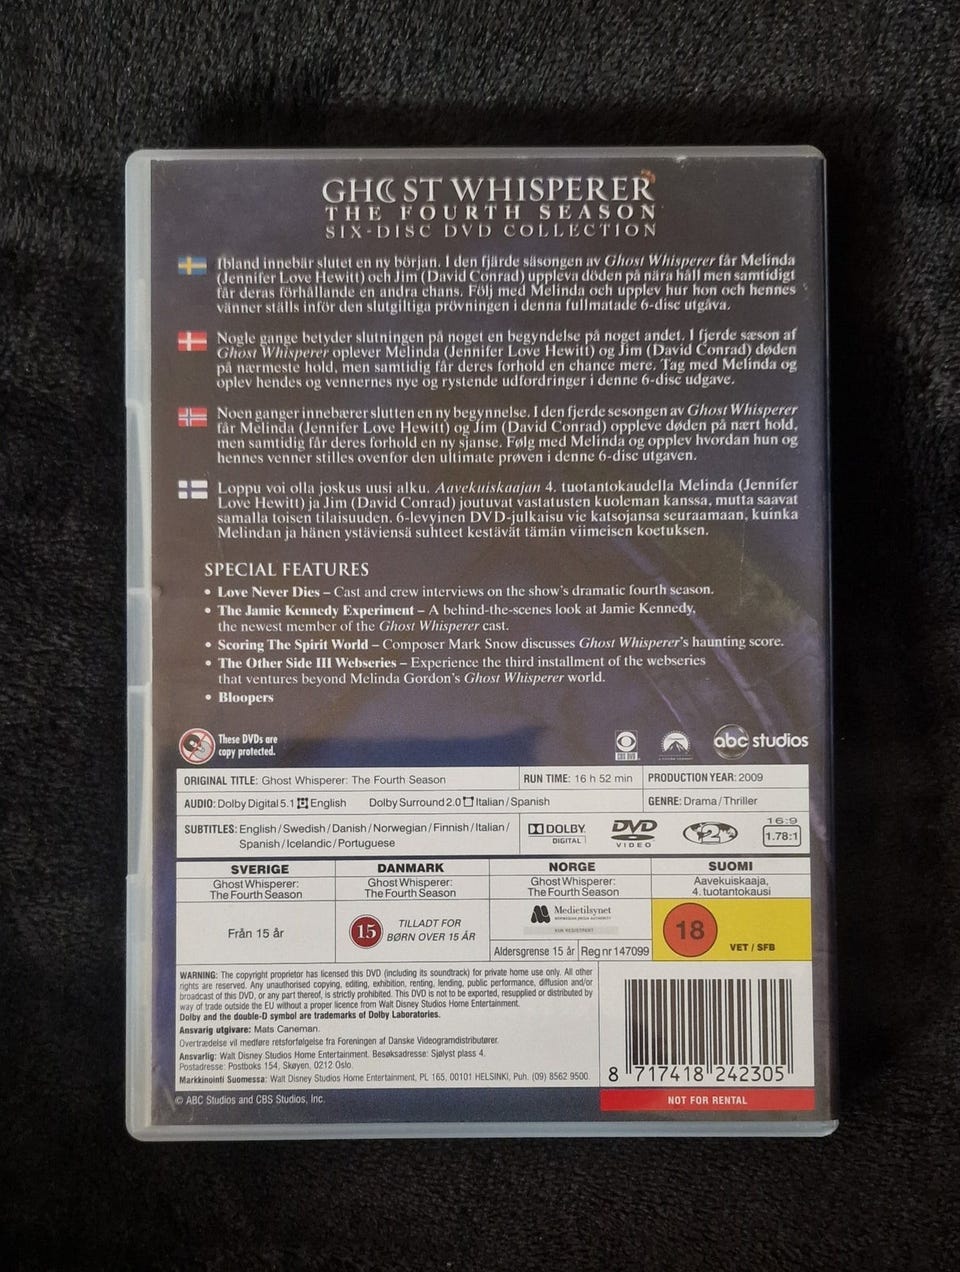 GHOST WHISPERER
THE FOURTH SEASON
SIX-DISC DVD COLLECTION
Ibland innebär slutet en ny början. I den fjärde säsongen av Ghost Whisperer får Melinda
(Jennifer Love Hewitt) och Jim (David Conrad) uppleva döden på nära håll men samtidigt
får deras förhållande en andra chans. Följ med Melinda och upplev hur hon och hennes
vänner ställs inför den slutgiltiga prövningen i denna fullmatade 6-disc utgåva.
Nogle gange betyder slutningen på noget en begyndelse på noget andet. I fjerde sæson af
Ghost Whisperer oplever Melinda (Jennifer Love Hewitt) og Jim (David Conrad) døden
på nærmeste hold, men samtidig får deres forhold en chance mere. Tag med Melinda og
oplev hendes og vennernes nye og rystende udfordringer i denne 6-disc udgave.
Noen ganger innebærer slutten en ny begynnelse. I den fjerde sesongen av Ghost Whisperer
får Melinda (Jennifer Love Hewitt) og Jim (David Conrad) oppleve døden på nært hold,
men samtidig får deres forhold en ny sjanse. Følg med Melinda og opplev hvordan hun og
hennes venner stilles ovenfor den ultimate prøven i denne 6-disc utgaven.
Loppu voi olla joskus uusi alku. Aavekuiskaajan 4. tuotantokaudella Melinda (Jennifer
Love Hewitt) ja Jim (David Conrad) joutuvat vastatusten kuoleman kanssa, mutta saavat
samalla toisen tilaisuuden. 6-levyinen DVD-julkaisu vie katsojansa seuraamaan, kuinka
Melindan ja hänen ystäviensä suhteet kestävät tämän viimeisen koetuksen.
SPECIAL FEATURES
• Love Never Dies – Cast and crew interviews on the show's dramatic fourth season.
• The Jamie Kennedy Experiment – A behind-the-scenes look at Jamie Kennedy,
the newest member of the Ghost Whisperer cast.
• Scoring The Spirit World – Composer Mark Snow discusses Ghost Whisperer's haunting score.
• The Other Side III Webseries – Experience the third installment of the webseries
that ventures beyond Melinda Gordon's Ghost Whisperer world.
• Bloopers
These DVDs are
copy protected.
CBS DVD
abc studios
ORIGINAL TITLE: Ghost Whisperer: The Fourth Season
RUN TIME: 16 h 52 min
PRODUCTION YEAR: 2009
AUDIO: Dolby Digital 5.1 English Dolby Surround 2.0 Italian / Spanish
GENRE: Drama / Thriller
SUBTITLES: English / Swedish / Danish / Norwegian / Finnish / Italian /
Spanish / Icelandic / Portuguese
DOLBY
DIGITAL
DVD
VIDEO
2
16:9
1.78:1
SVERIGE
Ghost Whisperer:
The Fourth Season
Från 15 år
DANMARK
Ghost Whisperer:
The Fourth Season
15
TILLADT FOR
BØRN OVER 15 ÅR
NORGE
Ghost Whisperer:
The Fourth Season
Medietilsynet
NORWEGIAN MEDIA AUTHORITY
KUN REGISTRERT
Aldersgrense 15 år
Reg nr 147099
SUOMI
Aavekuiskaaja,
4. tuotantokausi
18
VET / SFB
WARNING: The copyright proprietor has licensed this DVD (including its soundtrack) for private home use only. All other
rights are reserved. Any unauthorised copying, editing, exhibition, renting, lending, public performance, diffusion and/or
broadcast of this DVD, or any part thereof, is strictly prohibited. This DVD is not to be exported, resupplied or distributed by
way of trade outside the EU without a proper licence from Walt Disney Studios Home Entertainment.
Dolby and the double-D symbol are trademarks of Dolby Laboratories.
Ansvarig utgivare: Mats Caneman.
Overtrædelse vil medføre retsforfølgelse fra Foreningen af Danske Videogramdistributører.
Ansvarlig: Walt Disney Studios Home Entertainment. Besøksadresse: Sjølyst plass 4.
Postadresse: Postboks 154, Skøyen, 0212 Oslo.
Markkinointi Suomessa: Walt Disney Studios Home Entertainment, PL 165, 00101 HELSINKI, Puh. (09) 8562 9500
8 717418 242305
NOT FOR RENTAL
© ABC Studios and CBS Studios, Inc.